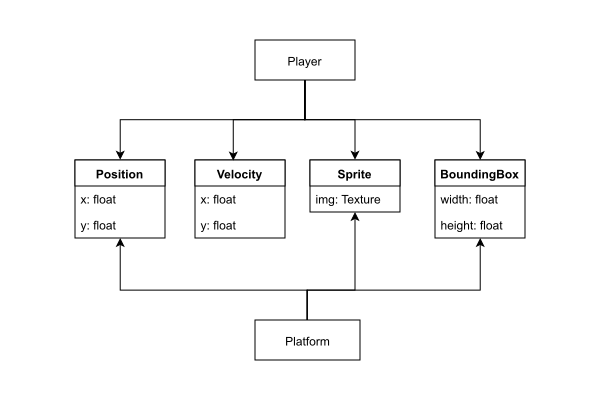 Player
Position
x: float
y: float
Velocity
x: float
y: float
Sprite
img: Texture
BoundingBox
width: float
height: float
Platform